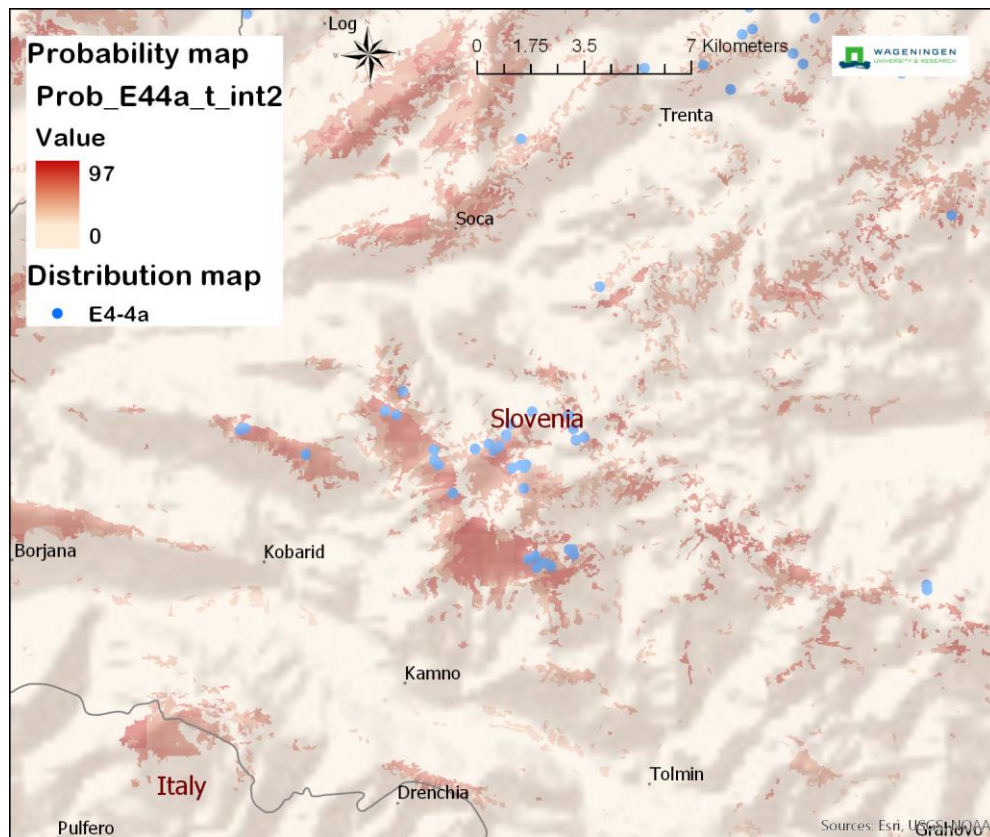 Log
Probability map
Prob_E44a_t_int2
Value
97
0
Distribution map
E4-4a
0 1.75 3.5 7 Kilometers
WAGENINGEN
UNIVERSITY & RESEARCH
Trenta
Soca
Slovenia
Borjana
Kobarid
Kamno
Italy
Tolmin
Drenchia
Pulfero
Sources: Esri, USGS, NOAA
Grahovo